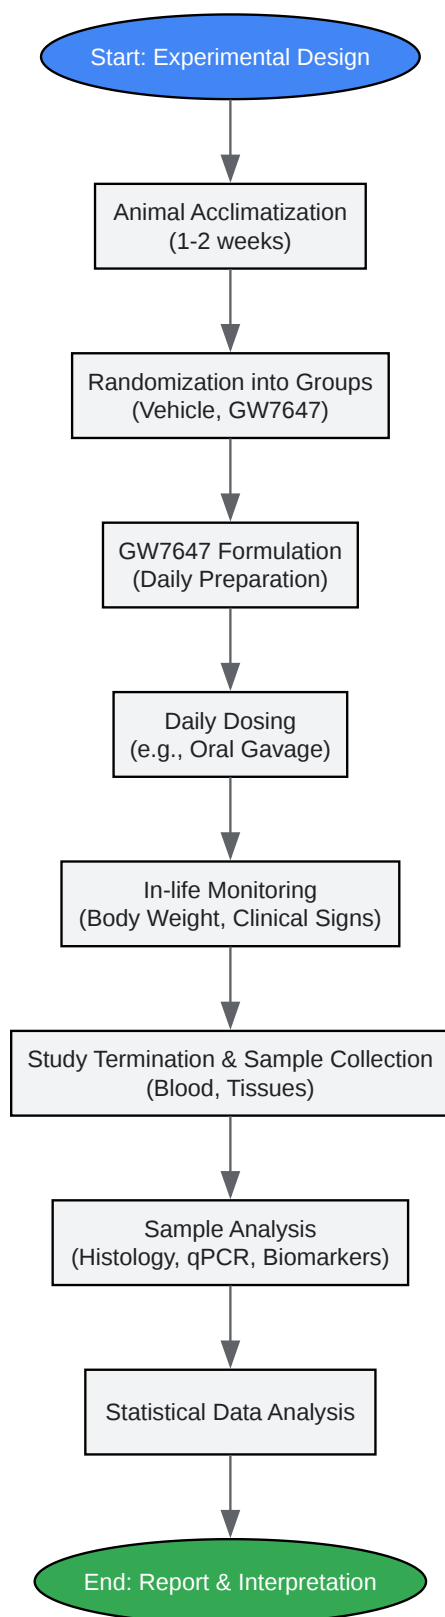 Start: Experimental Design
Animal Acclimatization
(1-2 weeks)
Randomization into Groups
(Vehicle, GW7647)
GW7647 Formulation
(Daily Preparation)
Daily Dosing
(e.g., Oral Gavage)
In-life Monitoring
(Body Weight, Clinical Signs)
Study Termination & Sample Collection
(Blood, Tissues)
Sample Analysis
(Histology, qPCR, Biomarkers)
Statistical Data Analysis
End: Report & Interpretation